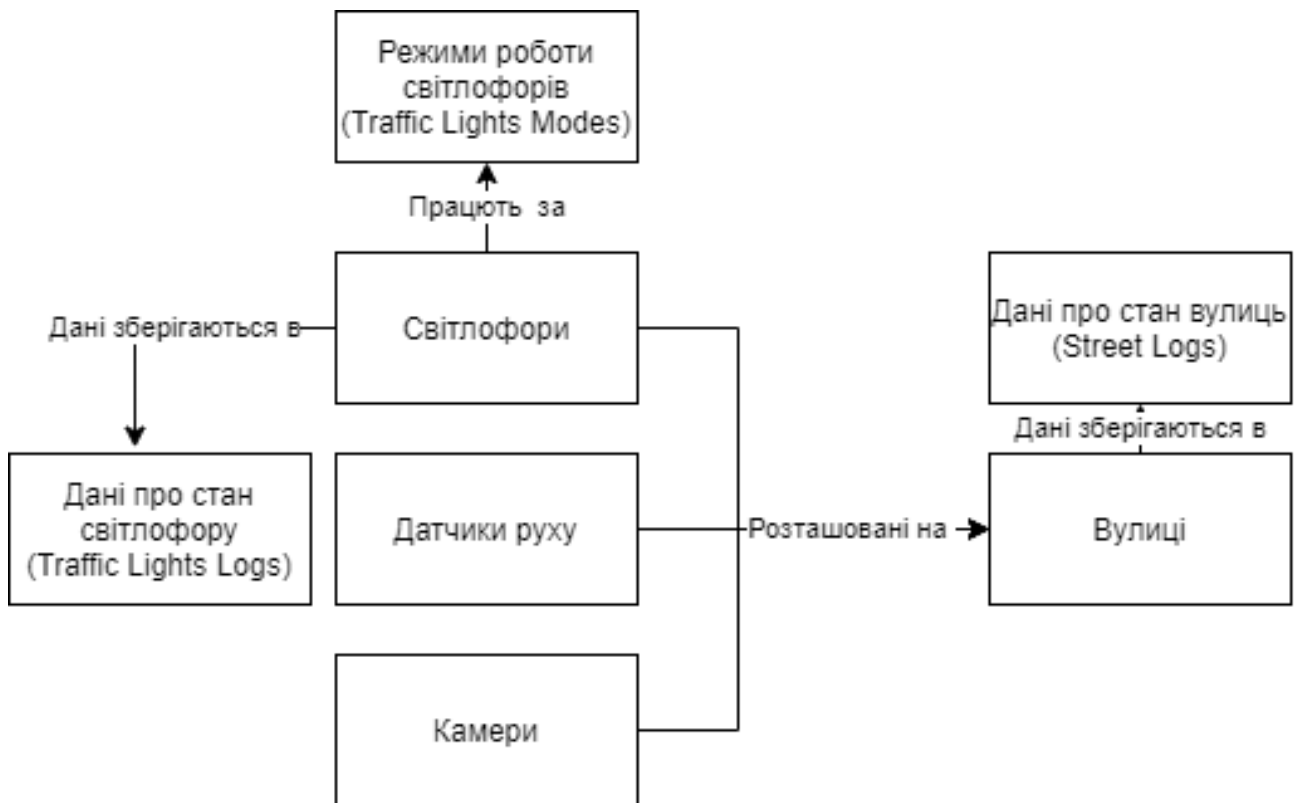 Режими роботи
світлофорів
(Traffic Lights Modes)
Працють за
Дані зберігаються в
Світлофори
Дані про стан вулиць
(Street Logs)
Дані зберігаються в
Дані про стан
світлофору
(Traffic Lights Logs)
Датчики руху
Розташовані на
Вулиці
Камери